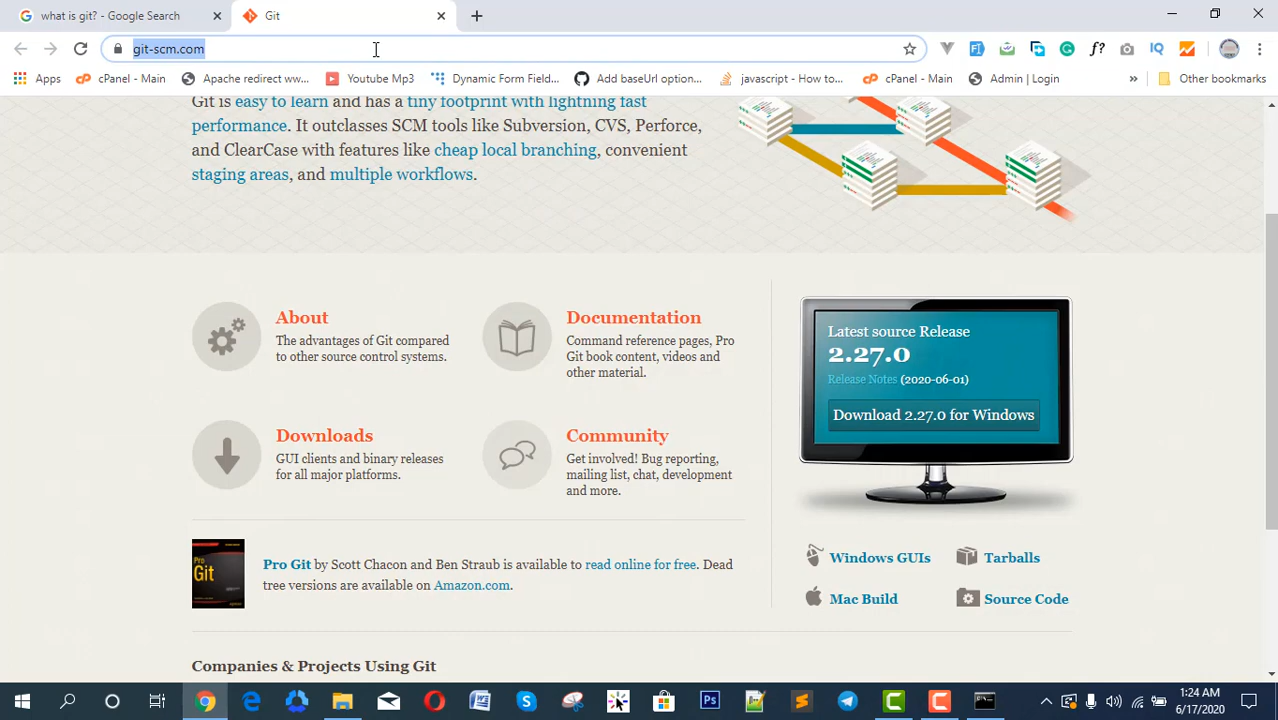 what is git? - Google Search
Git
git-scm.com
Apps
cPanel - Main
Apache redirect ww...
Youtube Mp3
Dynamic Form Field...
Add baseUrl option...
javascript - How to...
cPanel - Main
Admin | Login
Other bookmarks
Git is easy to learn and has a tiny footprint with lightning fast
performance. It outclasses SCM tools like Subversion, CVS, Perforce,
and ClearCase with features like cheap local branching, convenient
staging areas, and multiple workflows.
About
The advantages of Git compared
to other source control systems.
Documentation
Command reference pages, Pro
Git book content, videos and
other material.
Downloads
GUI clients and binary releases
for all major platforms.
Community
Get involved! Bug reporting,
mailing list, chat, development
and more.
Latest source Release
2.27.0
Release Notes (2020-06-01)
Download 2.27.0 for Windows
Pro Git
Pro Git by Scott Chacon and Ben Straub is available to read online for free. Dead
tree versions are available on Amazon.com.
Windows GUIs
Tarballs
Mac Build
Source Code
Companies & Projects Using Git
1:24 AM
6/17/2020